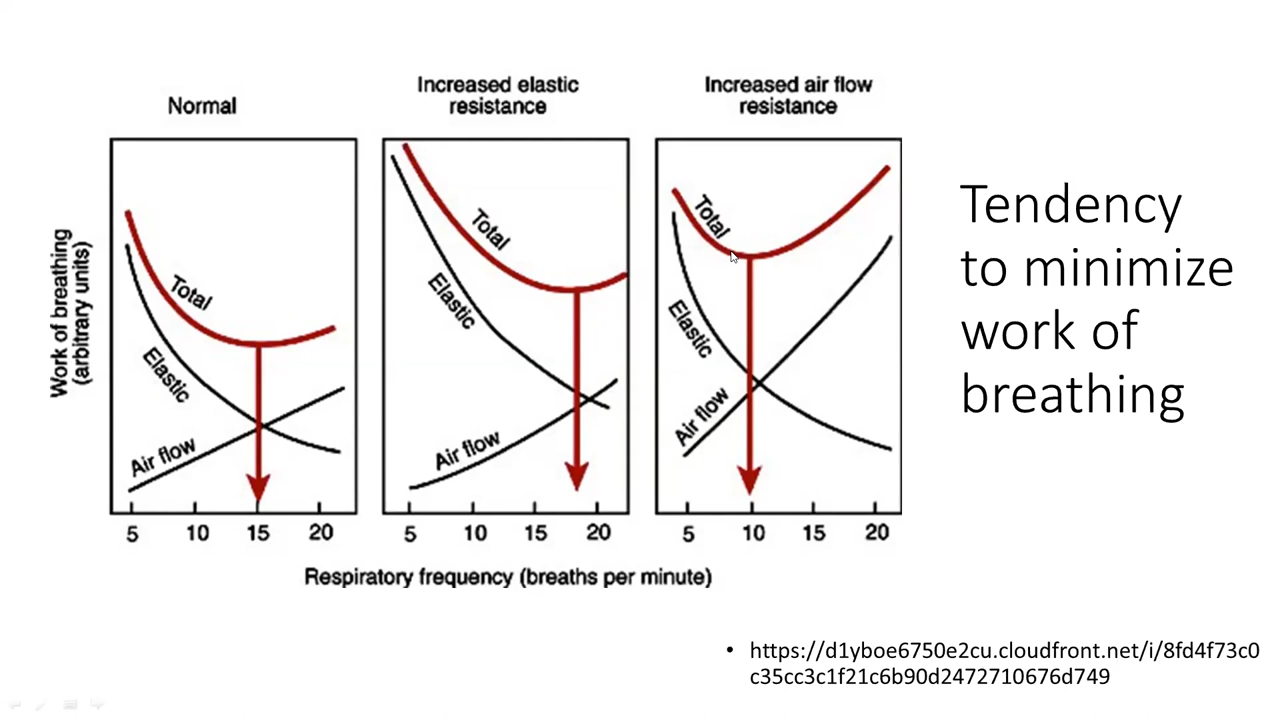 Normal
Increased elastic
resistance
Increased air flow
resistance
Work of breathing
(arbitrary units)
Total
Elastic
Air flow
5 10 15 20
Total
Elastic
Air flow
5 10 15 20
Total
Elastic
Air flow
5 10 15 20
Respiratory frequency (breaths per minute)
Tendency
to minimize
work of
breathing
• https://d1yboe6750e2cu.cloudfront.net/i/8fd4f73c0
c35cc3c1f21c6b90d2472710676d749